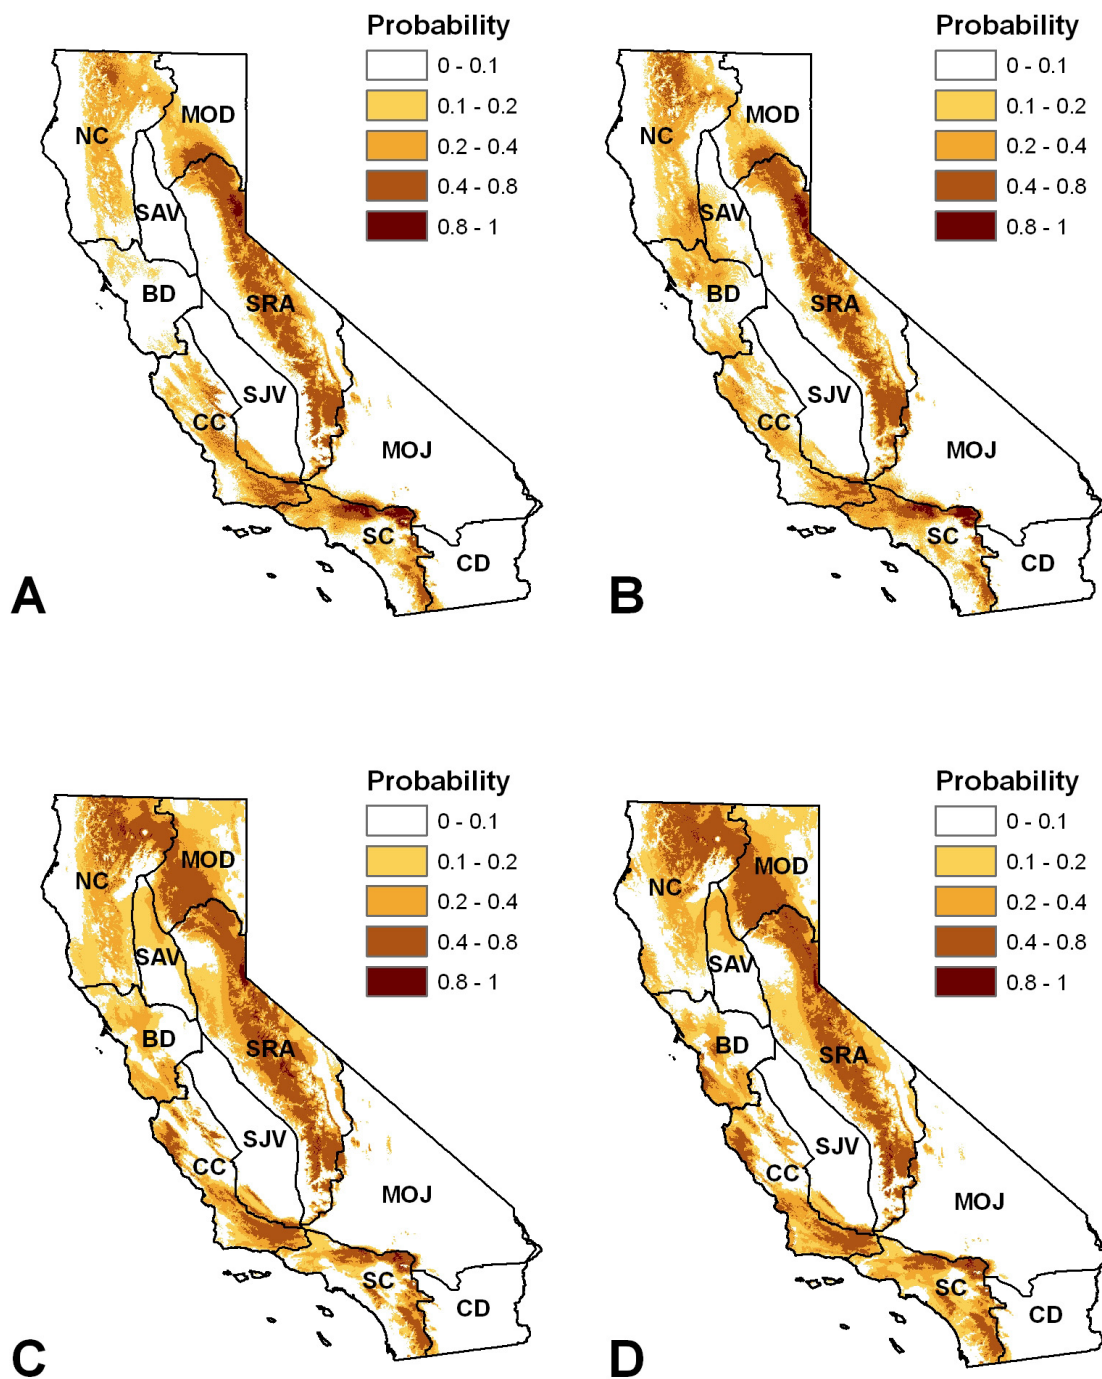 Probability
0 - 0.1
0.1 - 0.2
0.2 - 0.4
0.4 - 0.8
0.8 - 1
MOD
NC
SAV
BD
SRA
SJV
CC
MOJ
SC
CD
A
Probability
0 - 0.1
0.1 - 0.2
0.2 - 0.4
0.4 - 0.8
0.8 - 1
MOD
NC
SAV
BD
SRA
SJV
CC
MOJ
SC
CD
B
Probability
0 - 0.1
0.1 - 0.2
0.2 - 0.4
0.4 - 0.8
0.8 - 1
MOD
NC
SAV
BD
SRA
SJV
CC
MOJ
SC
CD
C
Probability
0 - 0.1
0.1 - 0.2
0.2 - 0.4
0.4 - 0.8
0.8 - 1
MOD
NC
SAV
BD
SRA
SJV
CC
MOJ
SC
CD
D